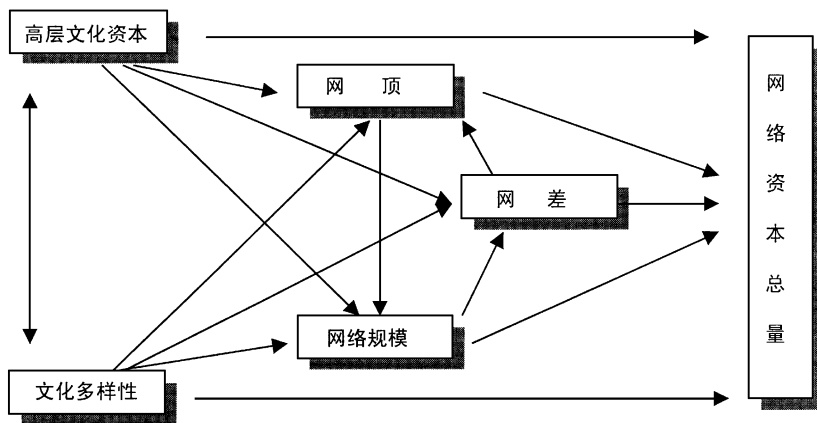 高层文化资本
网 顶
网 差
网络规模
文化多样性
网络资本总量